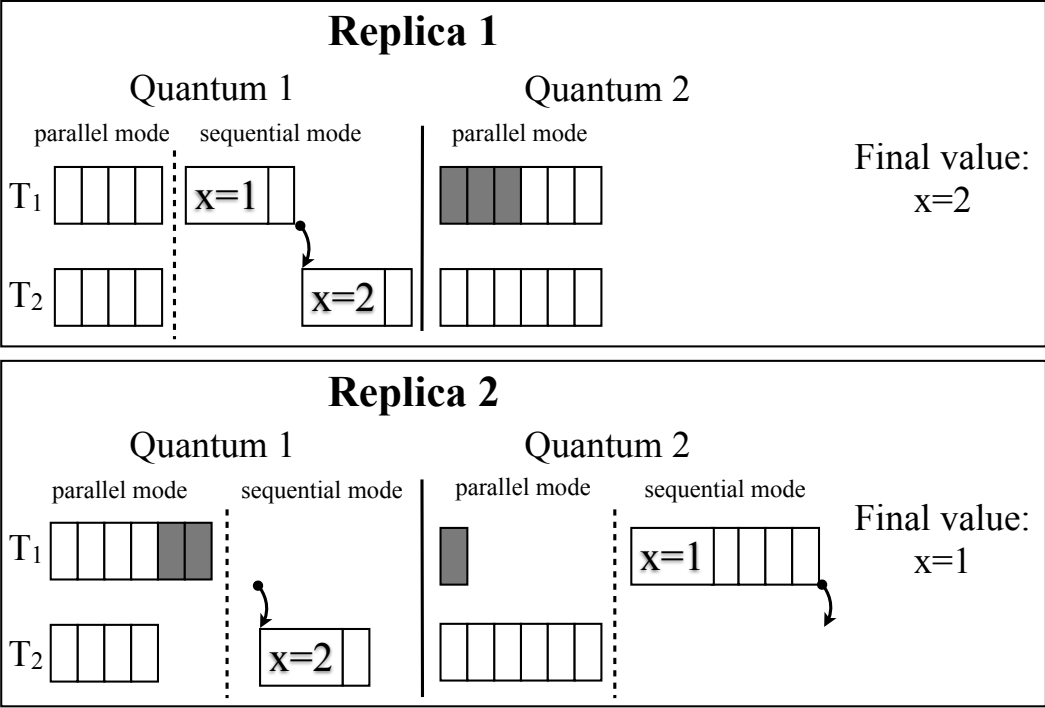 Replica 1
Quantum 1 Quantum 2
parallel mode sequential mode parallel mode
T1 x=1
Final value:
x=2
T2 x=2
Replica 2
Quantum 1 Quantum 2
parallel mode sequential mode parallel mode sequential mode
T1 x=1
Final value:
x=1
T2 x=2